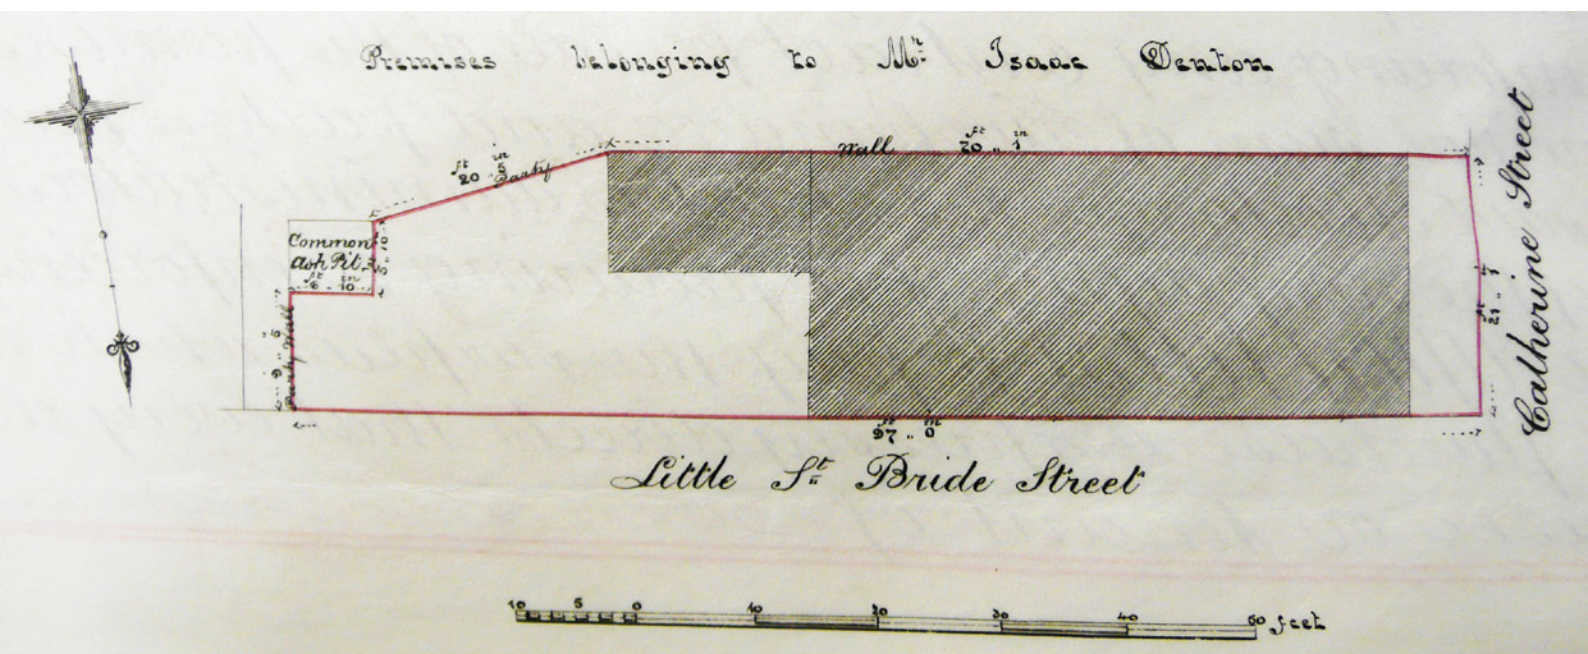 Premises belonging to Mr. Isaac Denton
Wall
ft in
70 „ 1
ft in
20 „ 5
Party
Common
Ash Pit
ft in
6 „ 10
5 „ 10
9 „ 5
Party Wall
ft in
21 „ 1
Catherine Street
ft in
97 „ 0
Little St. Bride Street
10 5 0 10 20 30 40 50 feet